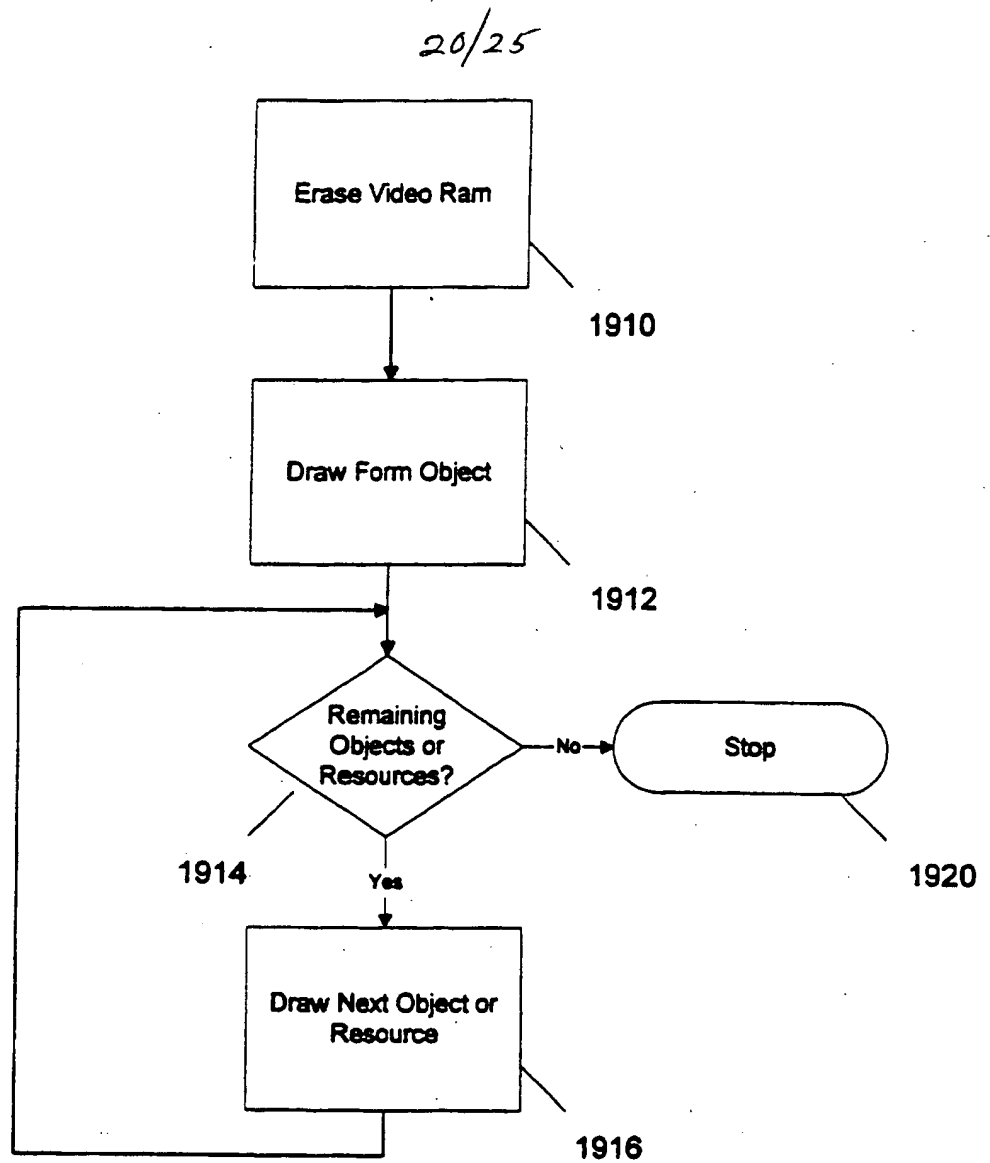 20/25
Erase Video Ram
1910
Draw Form Object
1912
Remaining
Objects or
Resources?
No
Stop
1914
Yes
1920
Draw Next Object or
Resource
1916